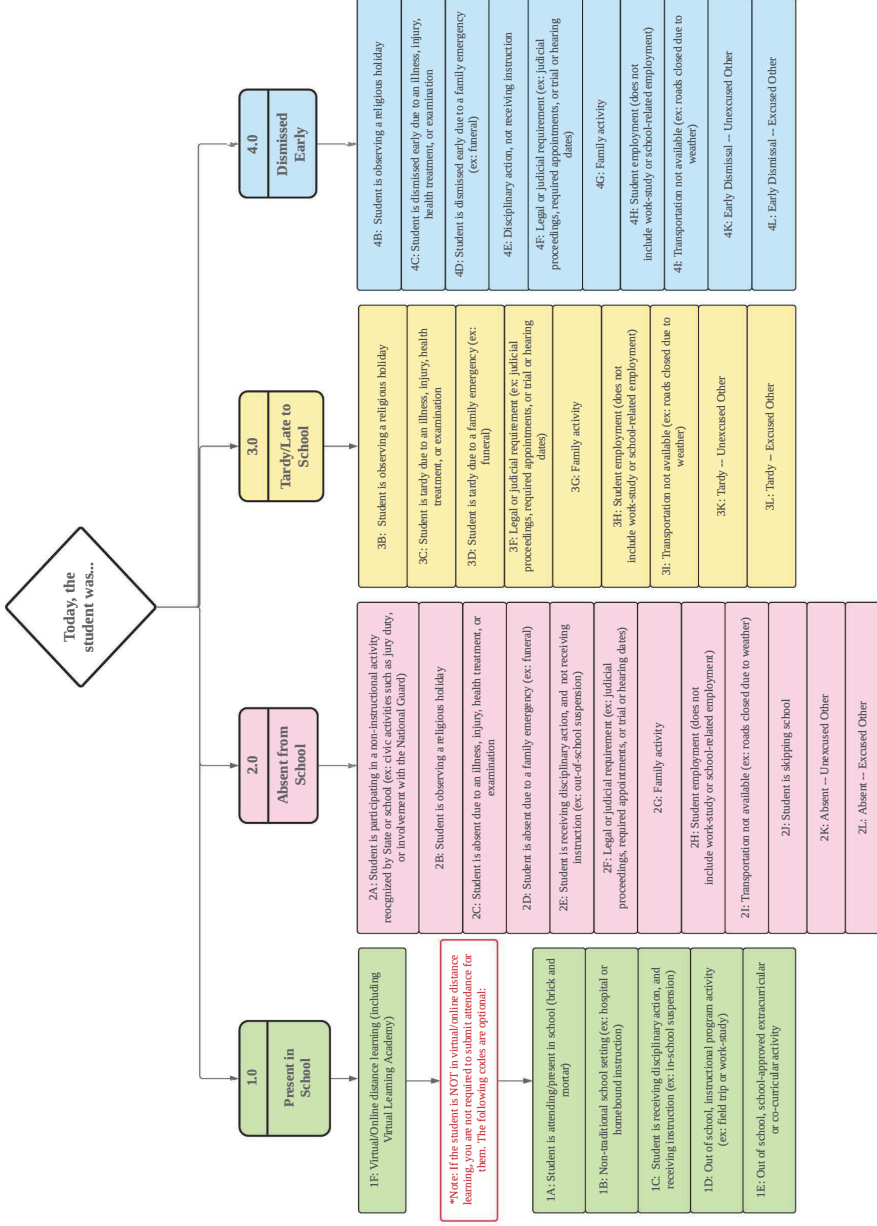 Today, the
student was...
1.0
Present in
School
1F: Virtual/Online distance learning (including
Virtual Learning Academy)
*Note: If the student is NOT in virtual/online distance
learning, you are not required to submit attendance for
them. The following codes are optional:
1A: Student is attending/present in school (brick and
mortar)
1B: Non-traditional school setting (ex: hospital or
homebound instruction)
1C: Student is receiving disciplinary action, and
receiving instruction (ex: in-school suspension)
1D: Out of school, instructional program activity
(ex: field trip or work-study)
1E: Out of school, school-approved extracurricular
or co-curricular activity
2.0
Absent from
School
2A: Student is participating in a non-instructional activity
reocgnized by State or school (ex: civic activities such as jury duty,
or involvement with the National Guard)
2B: Student is observing a religious holiday
2C: Student is absent due to an illness, injury, health treatment, or
examination
2D: Student is absent due to a family emergency (ex: funeral)
2E: Student is receiving disciplinary action, and not receiving
instruction (ex: out-of-school suspension)
2F: Legal or judicial requirement (ex: judicial
proceedings, required appointments, or trial or hearing dates)
2G: Family activity
2H: Student employment (does not
include work-study or school-related employment)
2I: Transportation not available (ex: roads closed due to weather)
2J: Student is skipping school
2K: Absent -- Unexcused Other
2L: Absent -- Excused Other
3.0
Tardy/Late to
School
3B: Student is observing a religious holiday
3C: Student is tardy due to an illness, injury, health
treatment, or examination
3D: Student is tardy due to a family emergency (ex:
funeral)
3F: Legal or judicial requirement (ex: judicial
proceedings, required appointments, or trial or hearing
dates)
3G: Family activity
3H: Student employment (does not
include work-study or school-related employment)
3I: Transportation not available (ex: roads closed due to
weather)
3K: Tardy -- Unexcused Other
3L: Tardy -- Excused Other
4.0
Dismissed
Early
4B: Student is observing a religious holiday
4C: Student is dismissed early due to an illness, injury,
health treatment, or examination
4D: Student is dismissed early due to a family emergency
(ex: funeral)
4E: Disciplinary action, not receiving instruction
4F: Legal or judicial requirement (ex: judicial
proceedings, required appointments, or trial or hearing
dates)
4G: Family activity
4H: Student employment (does not
include work-study or school-related employment)
4I: Transportation not available (ex: roads closed due to
weather)
4K: Early Dismissal -- Unexcused Other
4L: Early Dismissal -- Excused Other